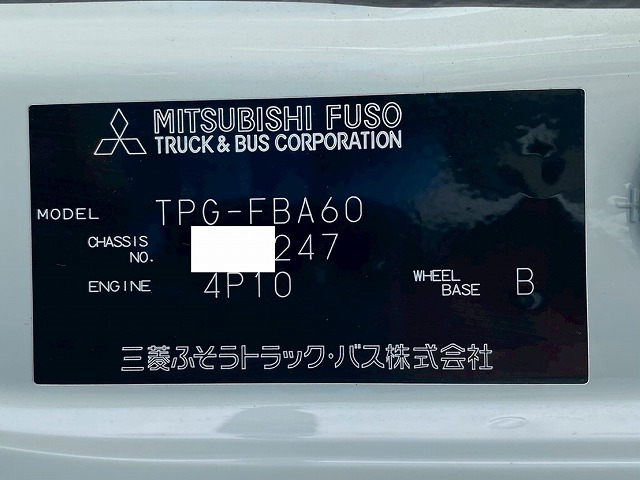 MITSUBISHI FUSO
TRUCK & BUS CORPORATION
MODEL TPG-FBA60
CHASSIS NO. 247
ENGINE 4P10 WHEEL BASE B
三菱ふそうトラック・バス株式会社